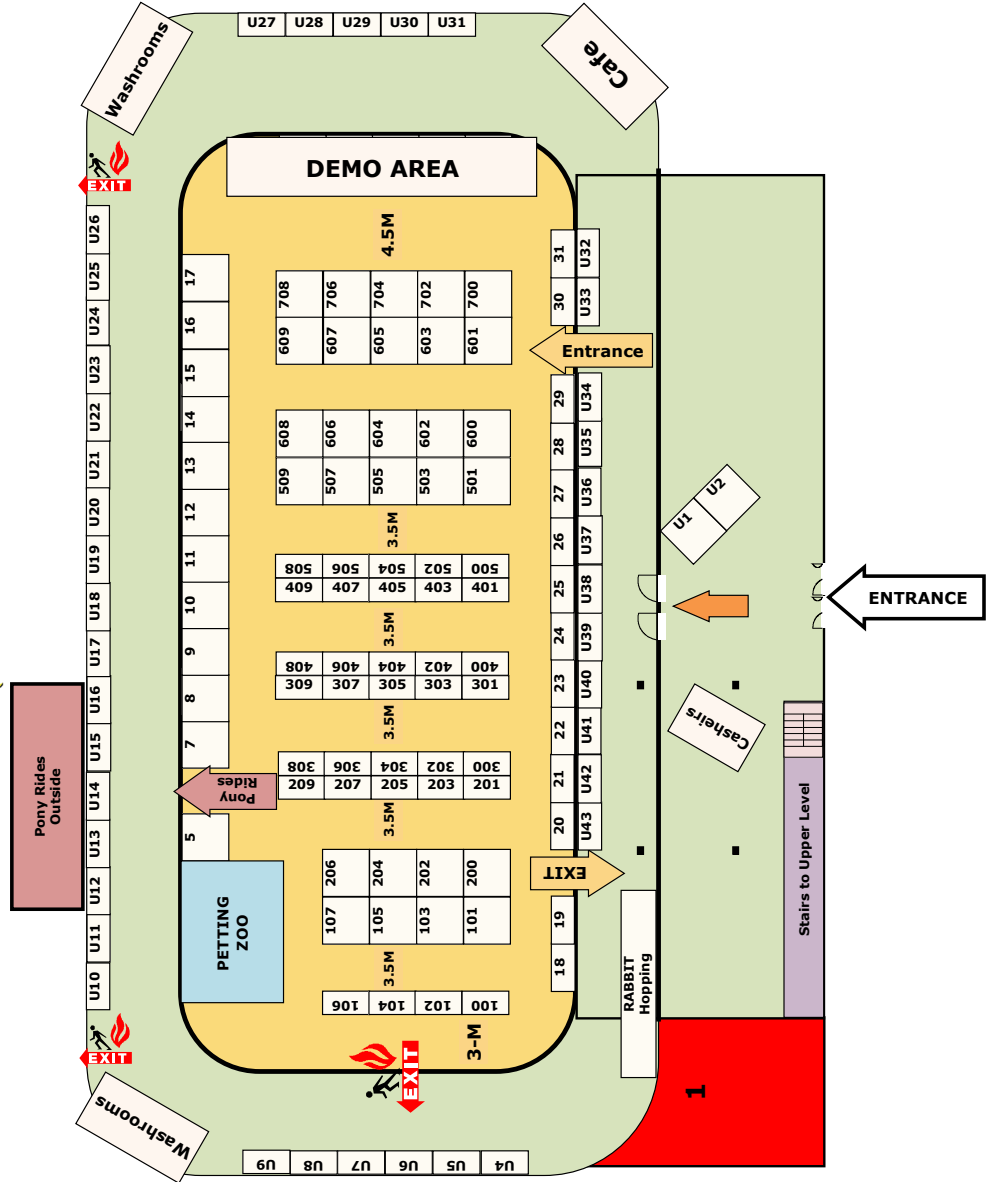 U27 U28 U29 U30 U31
Washrooms
Cafe
EXIT
DEMO AREA
4.5M
U26
U25
U24
U23
U22
U21
U20
U19
U18
U17
U16
U15
U14
U13
U12
U11
U10
17
16
15
14
13
12
11
10
9
8
7
5
708 706 704 702 700
609 607 605 603 601
608 606 604 602 600
509 507 505 503 501
3.5M
508 506 504 502 500
409 407 405 403 401
3.5M
408 406 404 402 400
309 307 305 303 301
3.5M
308 306 304 302 300
209 207 205 203 201
3.5M
206 204 202 200
107 105 103 101
3.5M
106 104 102 100
3-M
31
30
Entrance
29
28
27
26
25
24
23
22
21
20
EXIT
19
18
U32
U33
U34
U35
U36
U37
U38
U39
U40
U41
U42
U43
U1
U2
ENTRANCE
Casheirs
Stairs to Upper Level
RABBIT
Hopping
1
Pony Rides
Outside
Pony
Rides
PETTING
ZOO
EXIT
EXIT
Washrooms
U9 U8 U7 U6 U5 U4